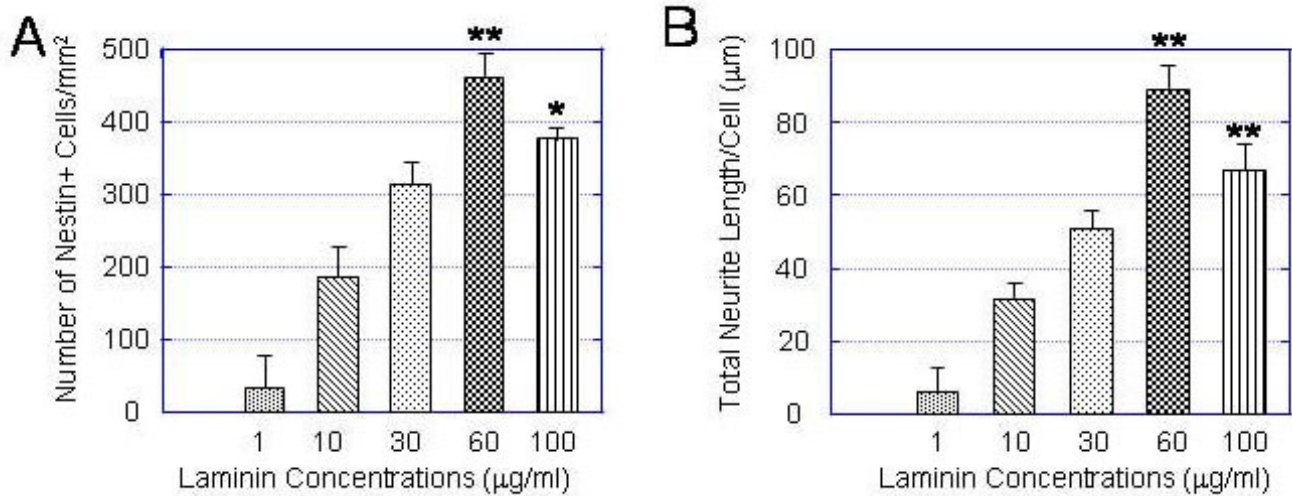 A
Number of Nestin+ Cells/mm²
500
400
300
200
100
0
**
*
1 10 30 60 100
Laminin Concentrations (μg/ml)
B
Total Neurite Length/Cell (μm)
100
80
60
40
20
0
**
**
1 10 30 60 100
Laminin Concentrations (μg/ml)